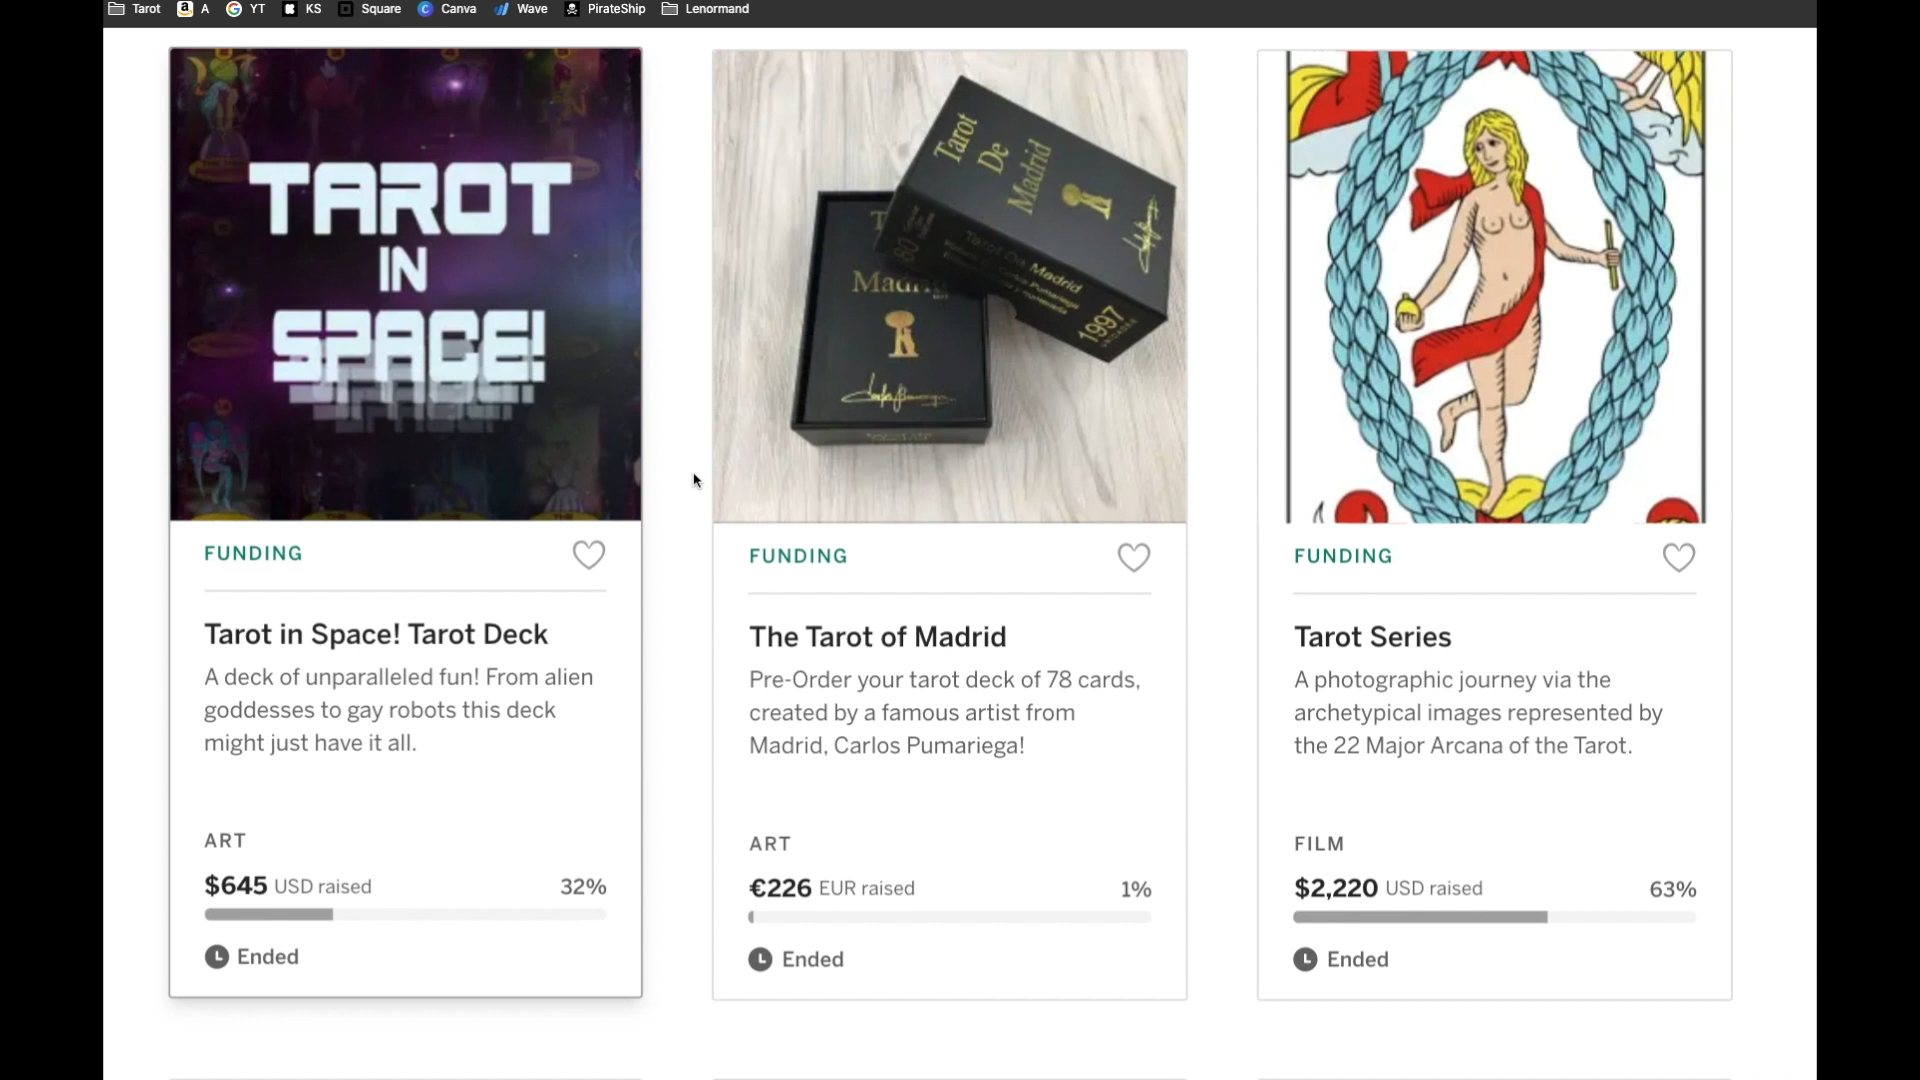 Tarot A YT KS Square Canva Wave PirateShip Lenormand
TAROT
IN
SPACE!
Tarot
De
Madrid
Tarot De Madrid
1997
FUNDING
Tarot in Space! Tarot Deck
A deck of unparalleled fun! From alien
goddesses to gay robots this deck
might just have it all.
ART
$645 USD raised 32%
Ended
FUNDING
The Tarot of Madrid
Pre-Order your tarot deck of 78 cards,
created by a famous artist from
Madrid, Carlos Pumariega!
ART
€226 EUR raised 1%
Ended
FUNDING
Tarot Series
A photographic journey via the
archetypical images represented by
the 22 Major Arcana of the Tarot.
FILM
$2,220 USD raised 63%
Ended